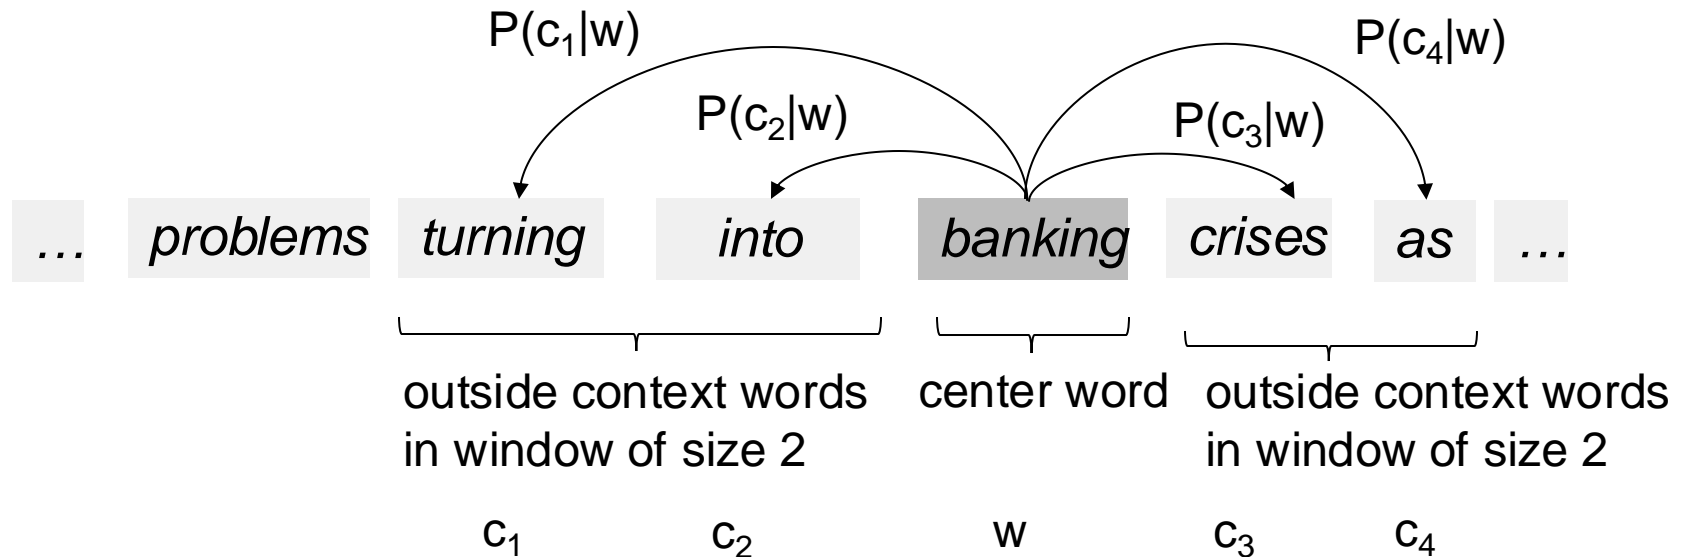 P(c₁|w) P(c₄|w)
P(c₂|w) P(c₃|w)
… problems turning into banking crises as …
outside context words center word outside context words
in window of size 2 in window of size 2
c₁ c₂ w c₃ c₄